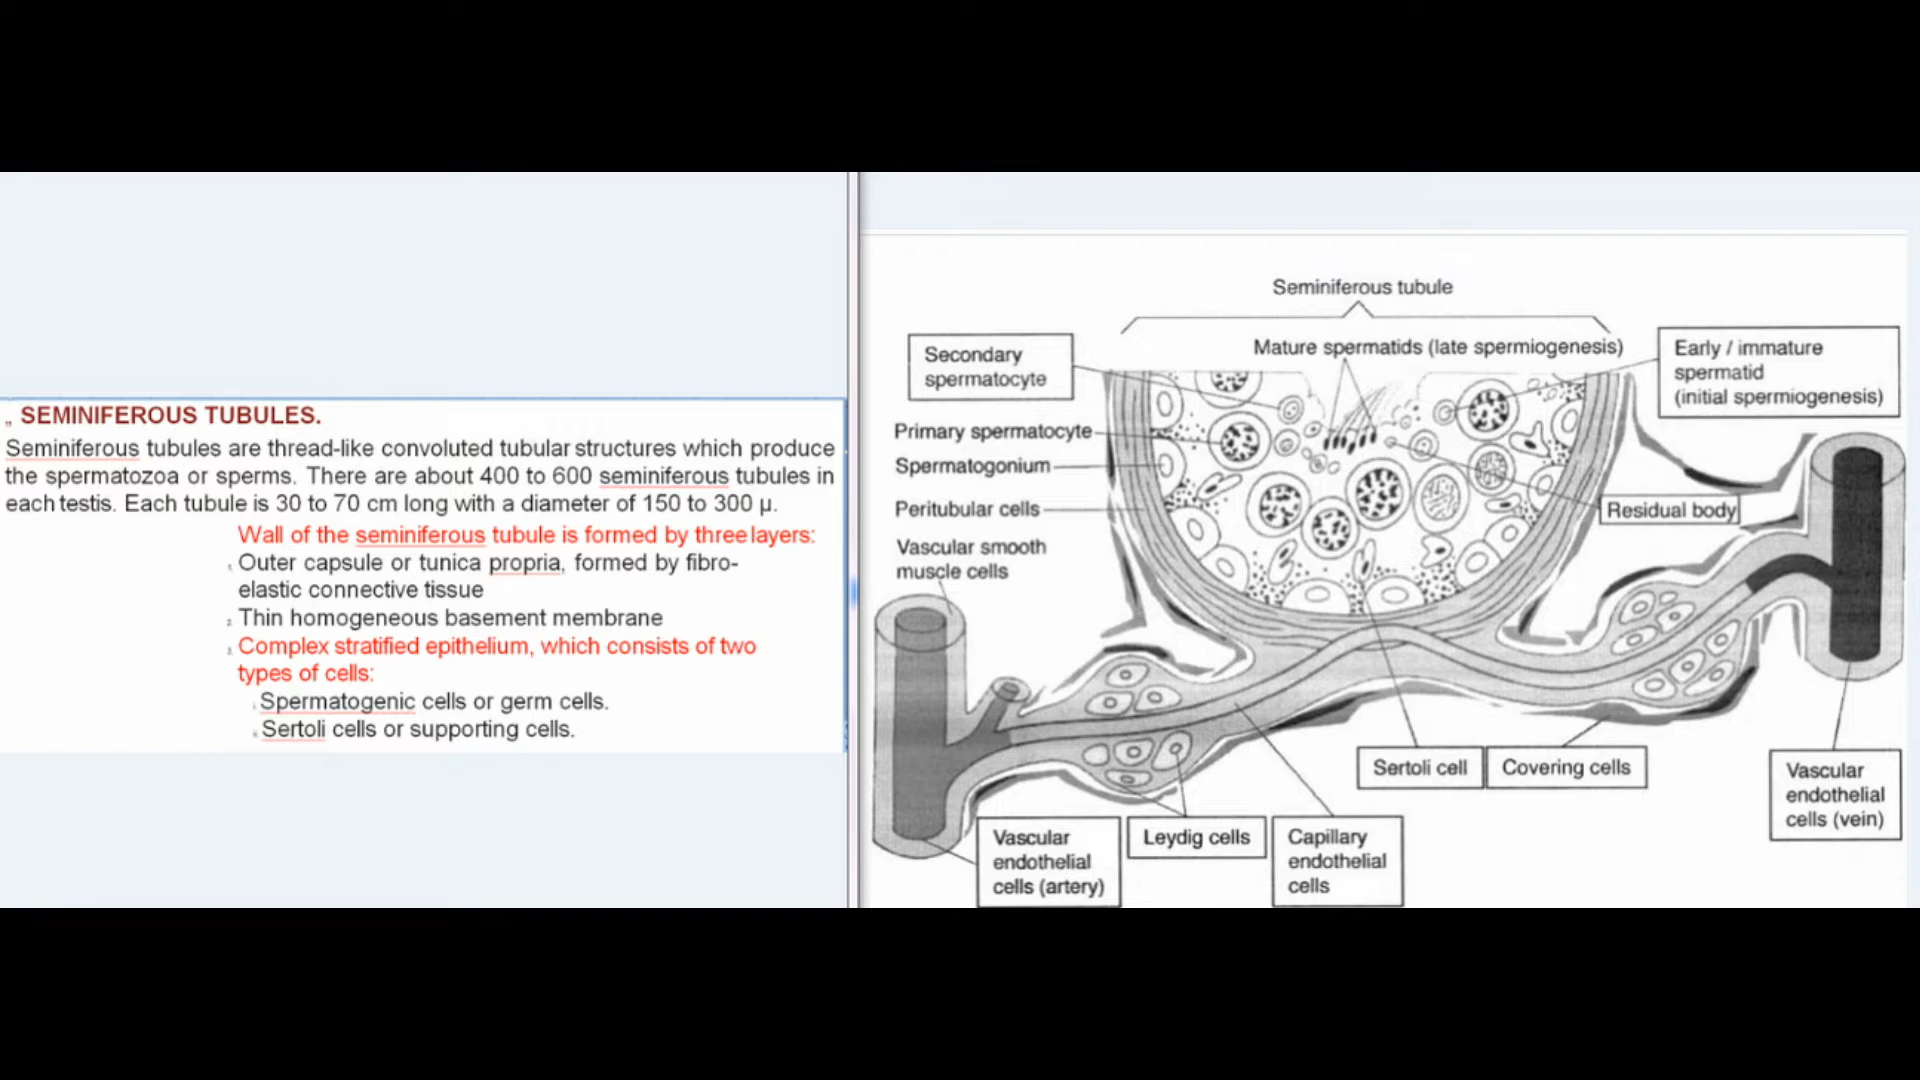 „ SEMINIFEROUS TUBULES.
Seminiferous tubules are thread-like convoluted tubular structures which produce
the spermatozoa or sperms. There are about 400 to 600 seminiferous tubules in
each testis. Each tubule is 30 to 70 cm long with a diameter of 150 to 300 μ.
Wall of the seminiferous tubule is formed by three layers:
1. Outer capsule or tunica propria, formed by fibro-
elastic connective tissue
2. Thin homogeneous basement membrane
3. Complex stratified epithelium, which consists of two
types of cells:
Spermatogenic cells or germ cells.
Sertoli cells or supporting cells.
Seminiferous tubule
Secondary
spermatocyte
Mature spermatids (late spermiogenesis)
Early / immature
spermatid
(initial spermiogenesis)
Primary spermatocyte
Spermatogonium
Peritubular cells
Residual body
Vascular smooth
muscle cells
Sertoli cell
Covering cells
Vascular
endothelial
cells (vein)
Vascular
endothelial
cells (artery)
Leydig cells
Capillary
endothelial
cells